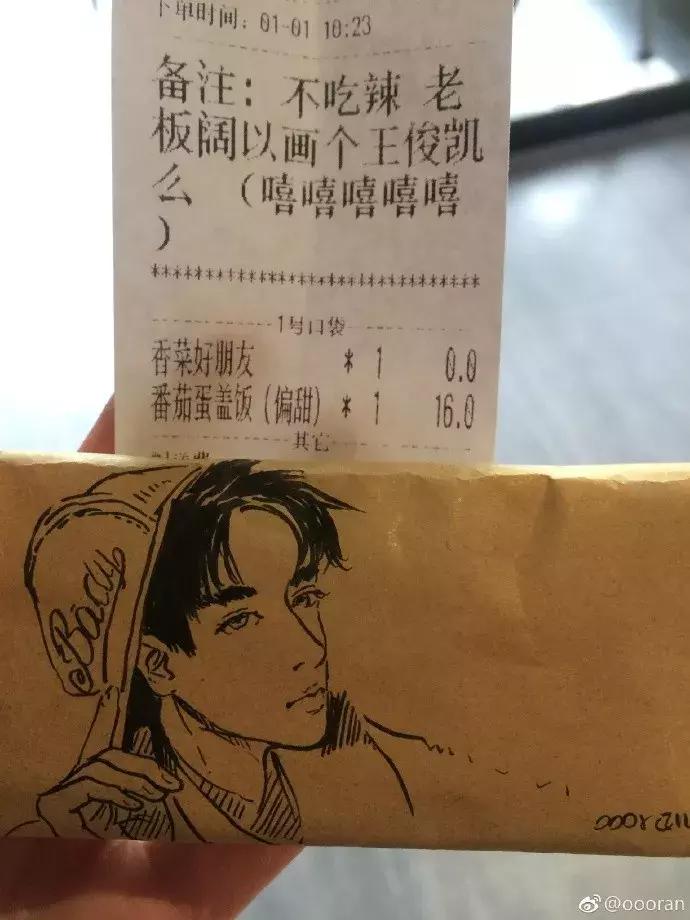 下单时间：01-01 10:23
备注：不吃辣 老
板阔以画个王俊凯
么 （嘻嘻嘻嘻嘻
）
********************************
1号口袋
香菜好朋友 * 1 0.0
番茄蛋盖饭（偏甜） * 1 16.0
其它
@oooran